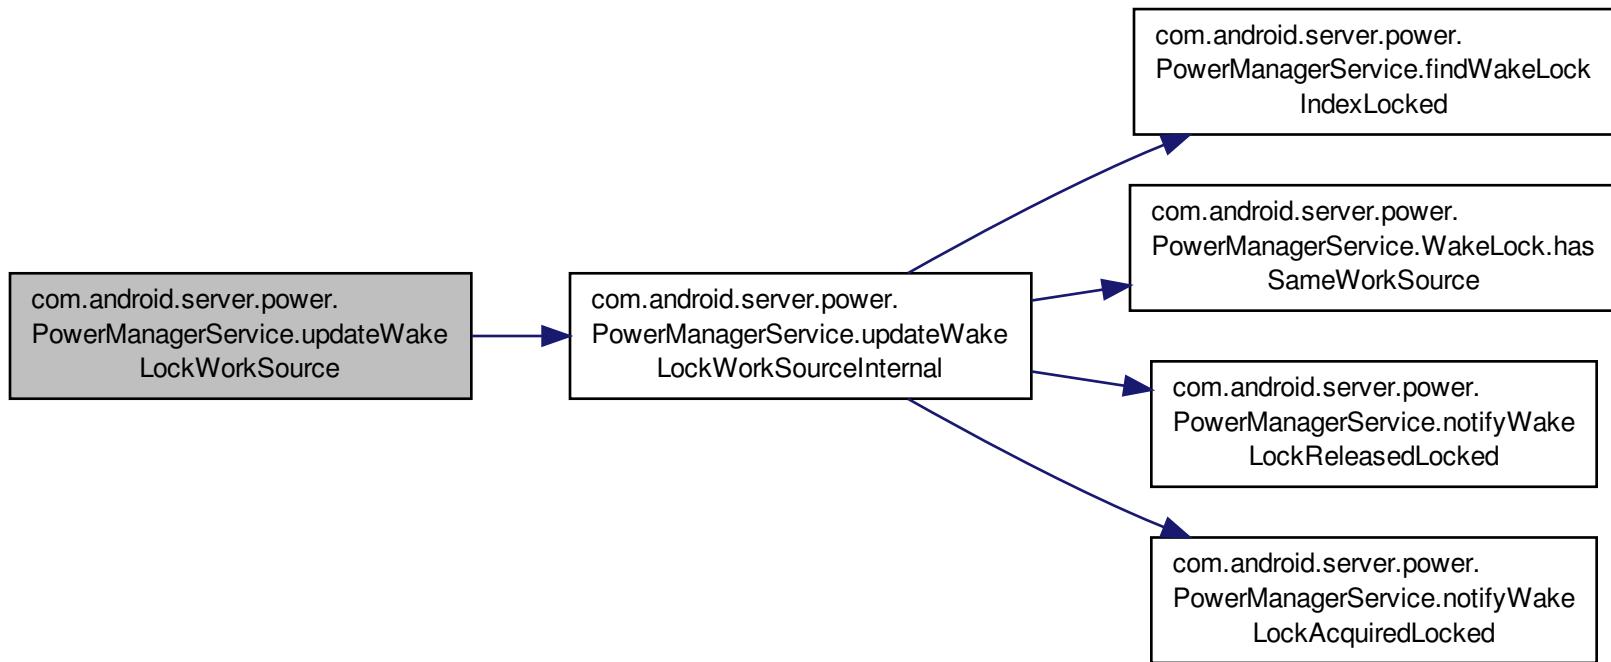 com.android.server.power.
PowerManagerService.updateWake
LockWorkSource
com.android.server.power.
PowerManagerService.updateWake
LockWorkSourceInternal
com.android.server.power.
PowerManagerService.findWakeLock
IndexLocked
com.android.server.power.
PowerManagerService.WakeLock.has
SameWorkSource
com.android.server.power.
PowerManagerService.notifyWake
LockReleasedLocked
com.android.server.power.
PowerManagerService.notifyWake
LockAcquiredLocked